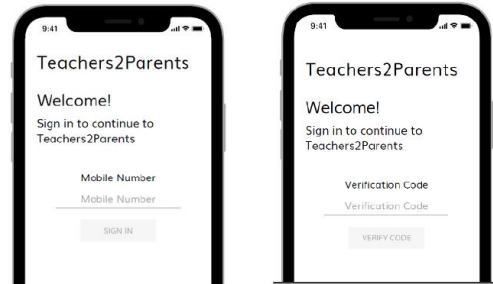 9:41
Teachers2Parents
Welcome!
Sign in to continue to
Teachers2Parents
Mobile Number
Mobile Number
SIGN IN
9:41
Teachers2Parents
Welcome!
Sign in to continue to
Teachers2Parents
Verification Code
Verification Code
VERIFY CODE